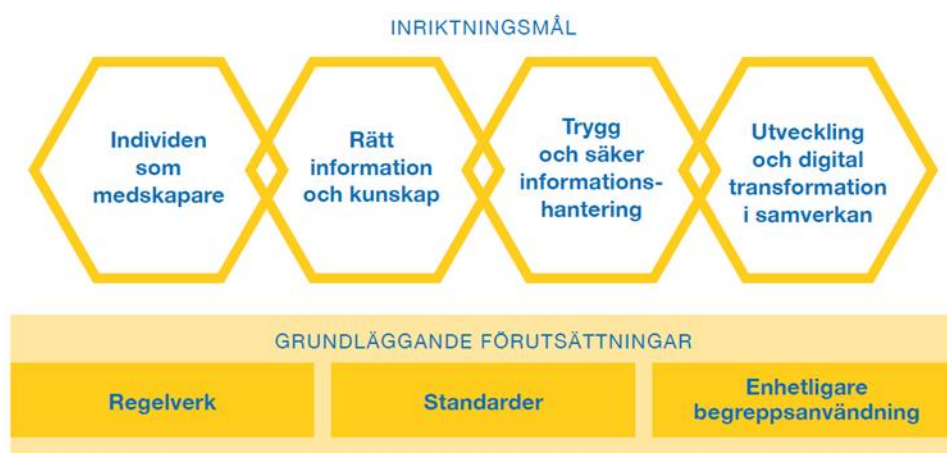 INRIKTNINGSMÅL
Individen
som
medskapare
Rätt
information
och kunskap
Trygg
och säker
informations-
hantering
Utveckling
och digital
transformation
i samverkan
GRUNDLÄGGANDE FÖRUTSÄTTNINGAR
Regelverk
Standarder
Enhetligare
begreppsanvändning